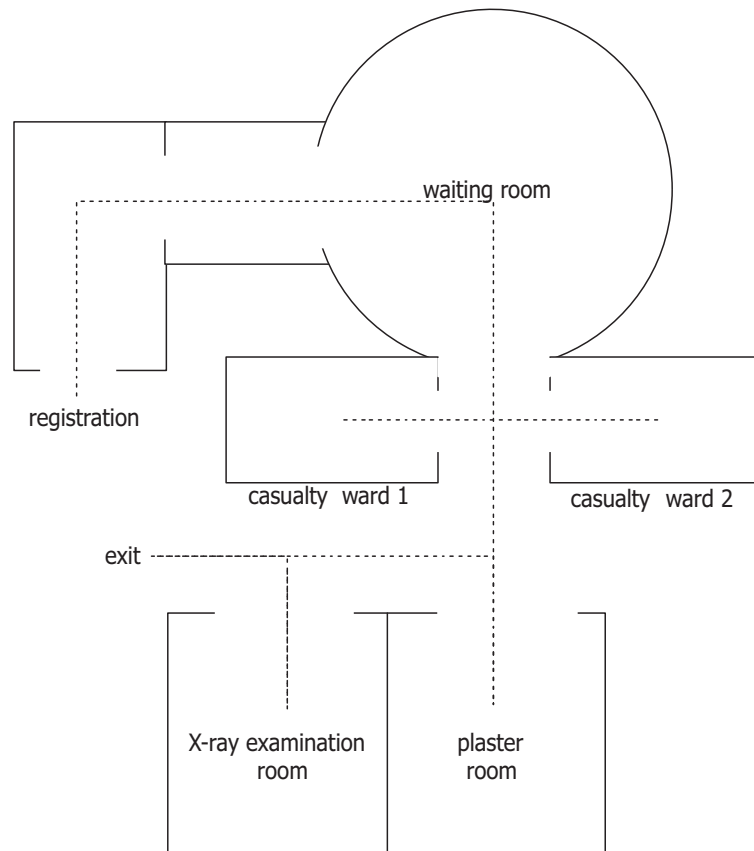 waiting room
registration
casualty ward 1
casualty ward 2
exit
X-ray examination
room
plaster
room